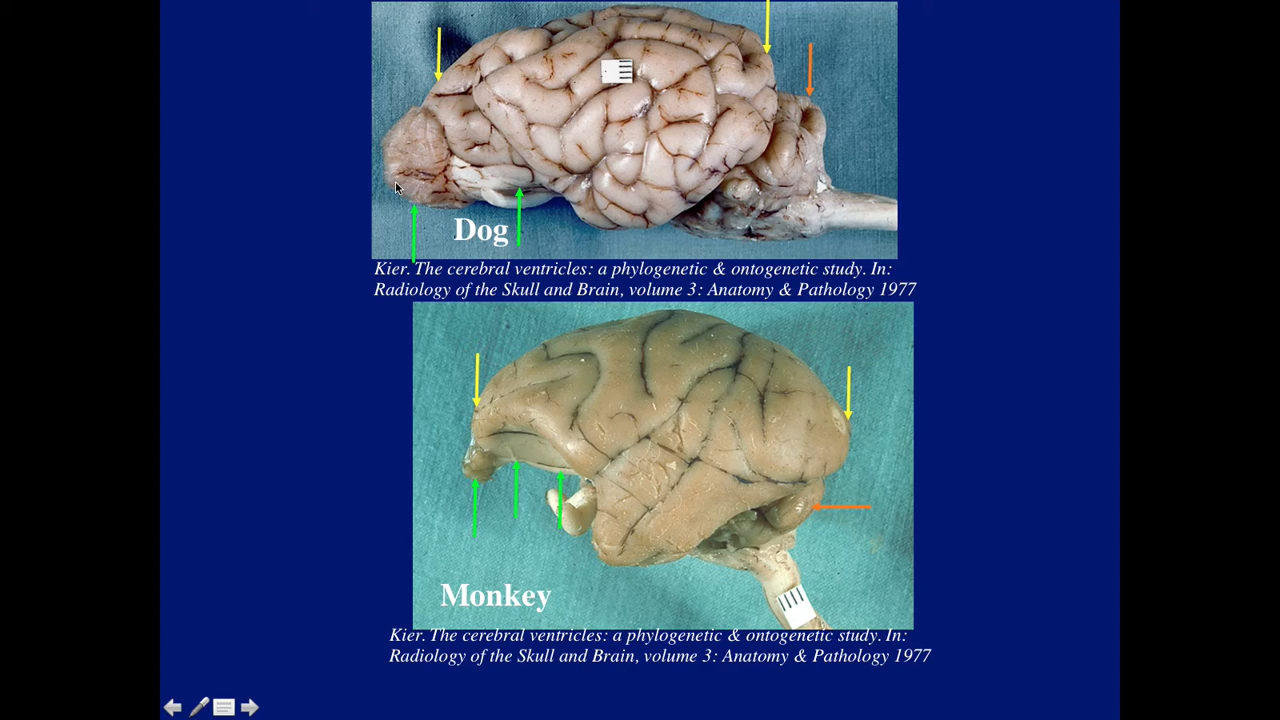 Dog
Kier. The cerebral ventricles: a phylogenetic & ontogenetic study. In:
Radiology of the Skull and Brain, volume 3: Anatomy & Pathology 1977
Monkey
Kier. The cerebral ventricles: a phylogenetic & ontogenetic study. In:
Radiology of the Skull and Brain, volume 3: Anatomy & Pathology 1977